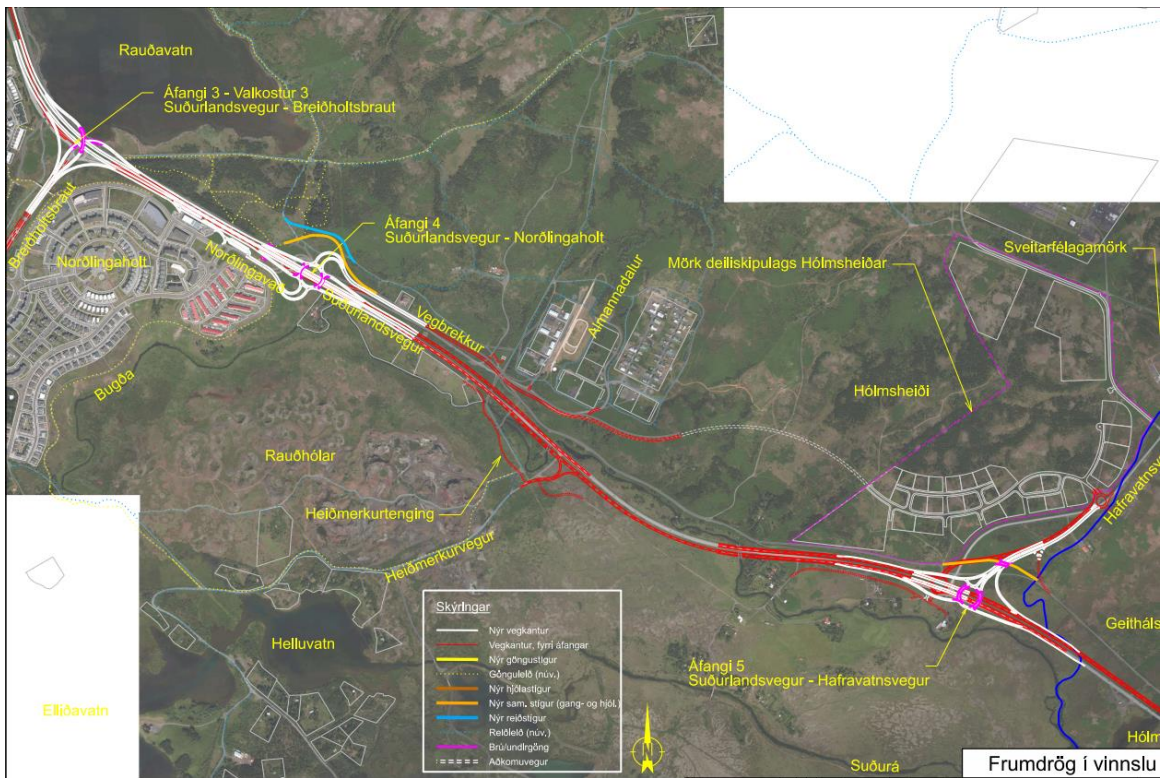 Rauðavatn
Áfangi 3 - Valkostur 3
Suðurlandsvegur - Breiðholtsbraut
Breiðholtsbraut
Norðlingaholt
Norðlingavað
Áfangi 4
Suðurlandsvegur - Norðlingaholt
Suðurlandsvegur
Vegbrekkur
Almannadalur
Mörk deiliskipulags Hólmsheiðar
Sveitarfélagamörk
Hólmsheiði
Bugða
Rauðhólar
Heiðmerkurtenging
Heiðmerkurvegur
Hafravatnsv
Helluvatn
Elliðavatn
Geitháls
Áfangi 5
Suðurlandsvegur - Hafravatnsvegur
Skýringar
Nýr vegkantur
Vegkantur, fyrri áfangar
Nýr göngustígur
Gönguleið (núv.)
Nýr hjólastígur
Nýr sam. stígur (gang- og hjól.)
Nýr reiðstígur
Reiðleið (núv.)
Brú/undirgöng
Aðkomuvegur
N
Suðurá
Hólm
Frumdrög í vinnslu